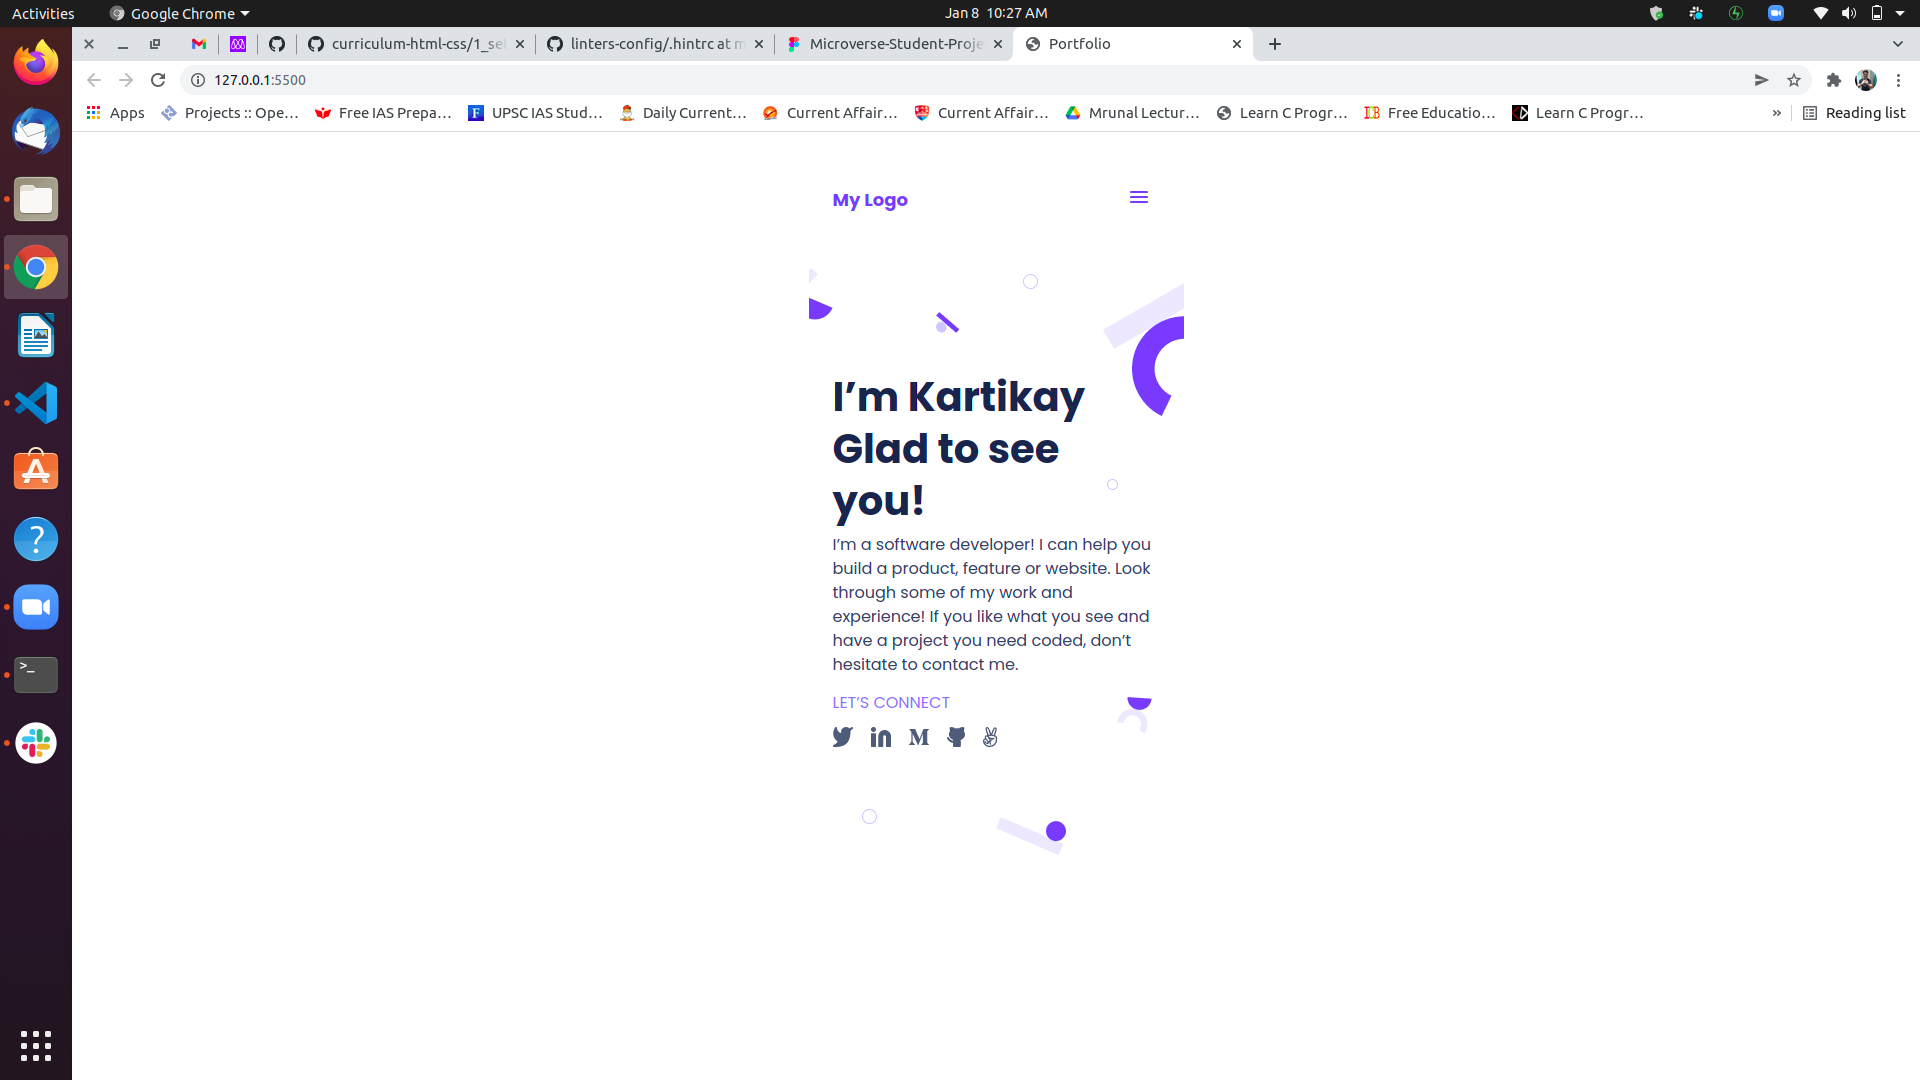 Activities
Google Chrome
Jan 8 10:27 AM
curriculum-html-css/1_se
linters-config/.hintrc at m
Microverse-Student-Proje
Portfolio
127.0.0.1:5500
Apps
Projects :: Ope…
Free IAS Prepa…
UPSC IAS Stud…
Daily Current…
Current Affair…
Current Affair…
Mrunal Lectur…
Learn C Progr…
Free Educatio…
Learn C Progr…
»
Reading list
My Logo
I’m Kartikay
Glad to see
you!
I’m a software developer! I can help you
build a product, feature or website. Look
through some of my work and
experience! If you like what you see and
have a project you need coded, don’t
hesitate to contact me.
LET’S CONNECT